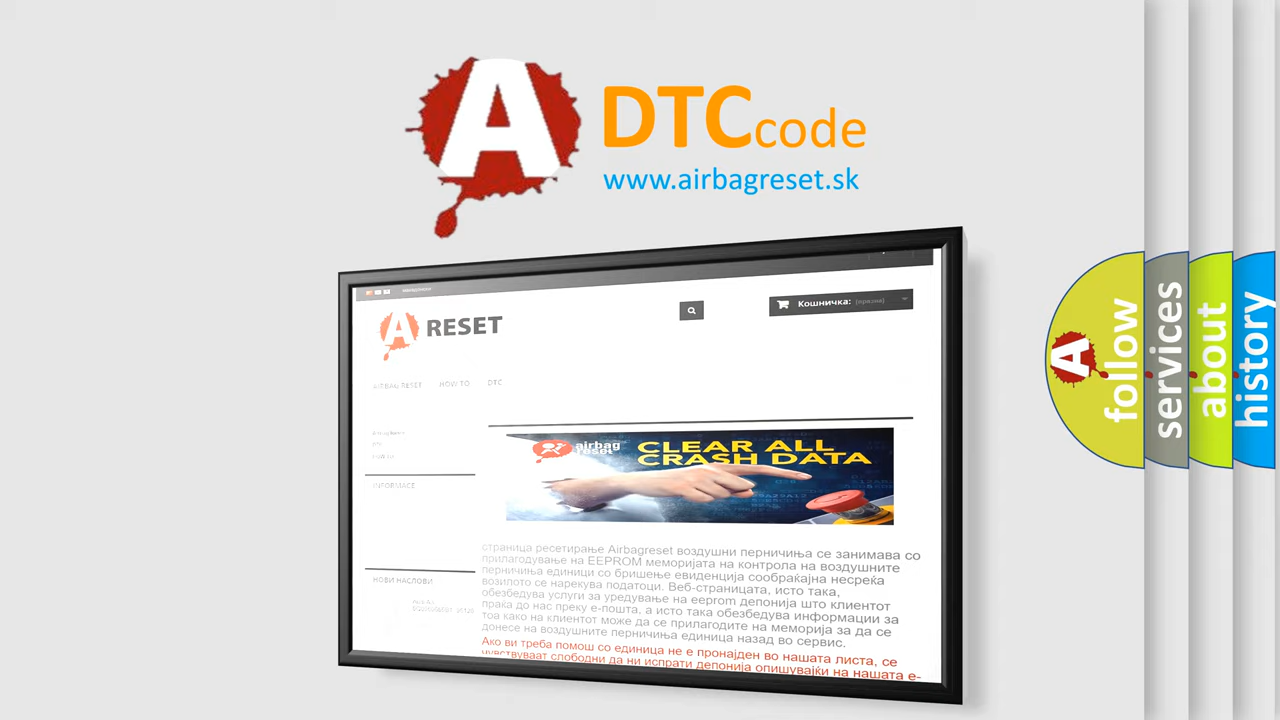 A
DTC code
www.airbagreset.sk
A RESET
Кошничка: (празна)
AIRBAG RESET HOW TO DTC
INFORMACE
НОВИ НАСЛОВИ
airbag reset
CLEAR ALL
CRASH DATA
страница ресетирање Airbagreset воздушни перничиња се занимава со
прилагодување на EEPROM меморијата на контрола на воздушните
перничиња единици со бришење евиденција сообраќајна несреќа
возилото се нарекува податоци. Веб-страницата, исто така,
обезбедува услуги за уредување на eeprom депонија што клиентот
праќа до нас преку е-пошта, а исто така обезбедува информации за
тоа како на клиентот може да се прилагодите на меморија за да се
донесе на воздушните перничиња единица назад во сервис.
Ако ви треба помош со единица не е пронајден во нашата листа, се
чувствуваат слободни да ни испрати депонија опишувајќи на нашата е-
A
follow
services
about
history